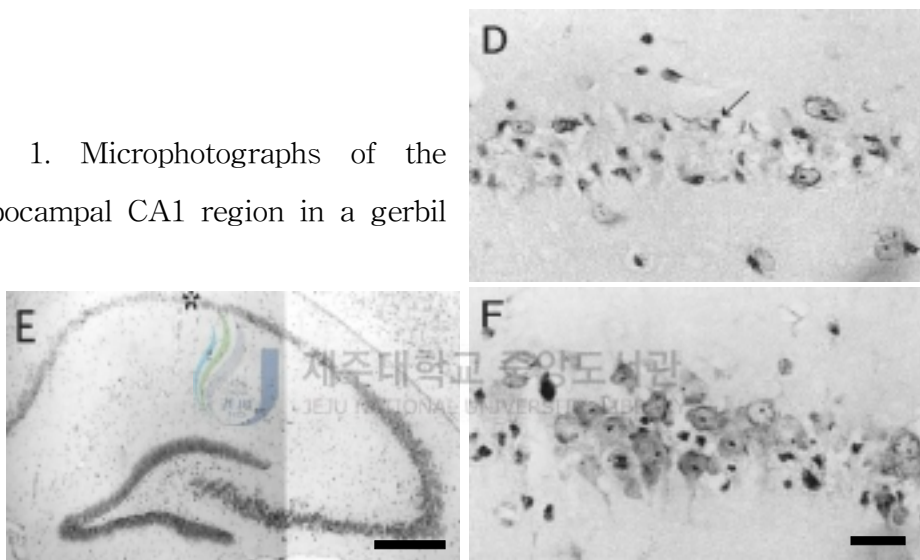 D
1. Microphotographs of the
pocampal CA1 region in a gerbil
E
F
제주대학교 중앙도서관
JEJU NATIONAL UNIVERSITY LIBRARY